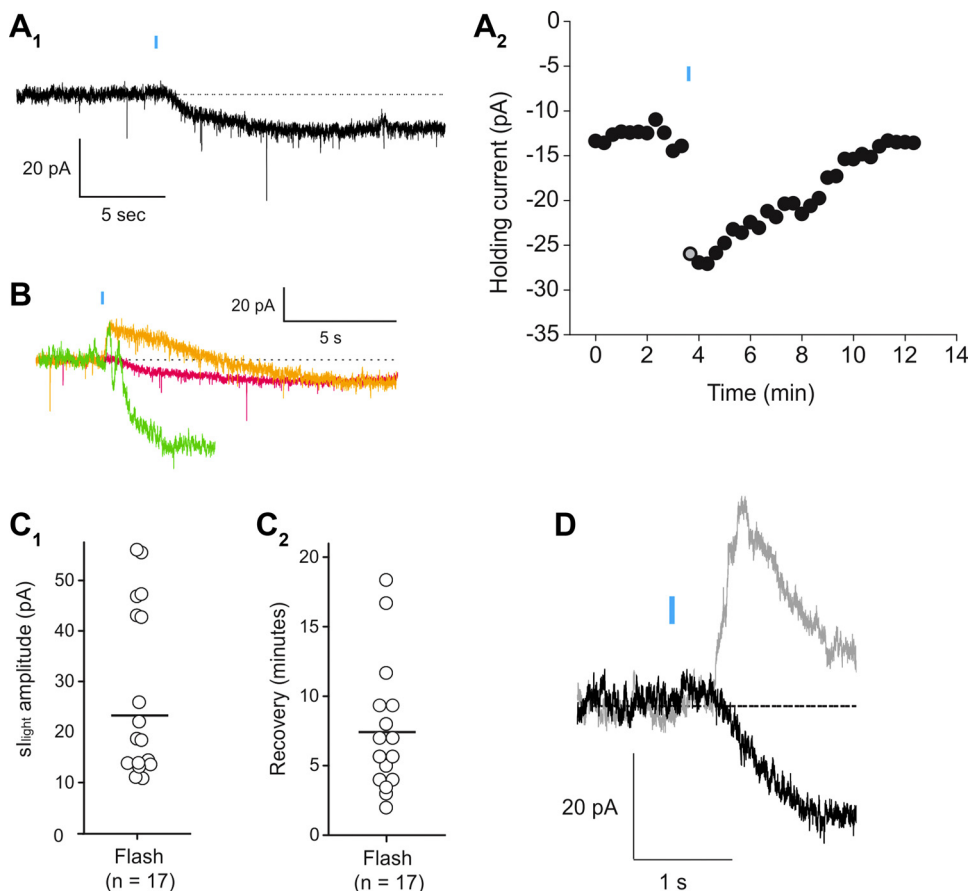 A1
20 pA
5 sec
A2
0
-5
-10
-15
-20
-25
-30
-35
Holding current (pA)
0 2 4 6 8 10 12 14
Time (min)
B
20 pA
5 s
C1
50
40
30
20
10
0
sIlight amplitude (pA)
Flash
(n = 17)
C2
20
15
10
5
0
Recovery (minutes)
Flash
(n = 17)
D
20 pA
1 s